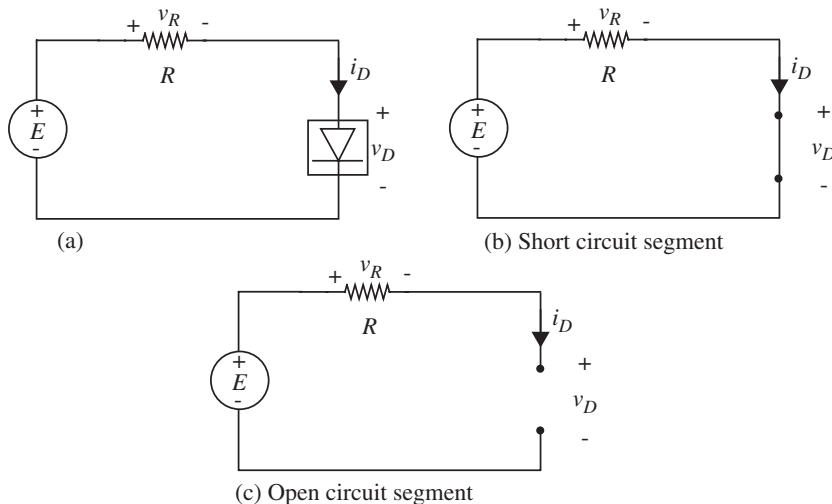 + v_R -
R
i_D
+
E
-
+
v_D
-
(a)
+ v_R -
R
i_D
+
E
-
+
v_D
-
(b) Short circuit segment
+ v_R -
R
i_D
+
E
-
+
v_D
-
(c) Open circuit segment